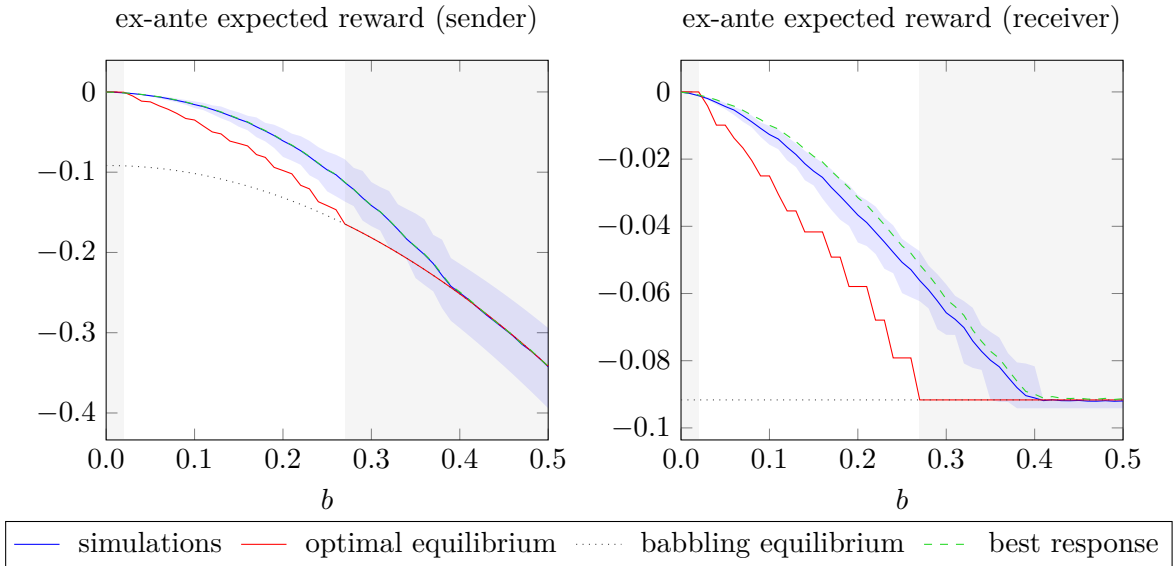 ex-ante expected reward (sender)
0
−0.1
−0.2
−0.3
−0.4
0.0 0.1 0.2 0.3 0.4 0.5
b
ex-ante expected reward (receiver)
0
−0.02
−0.04
−0.06
−0.08
−0.1
0.0 0.1 0.2 0.3 0.4 0.5
b
simulations optimal equilibrium babbling equilibrium best response